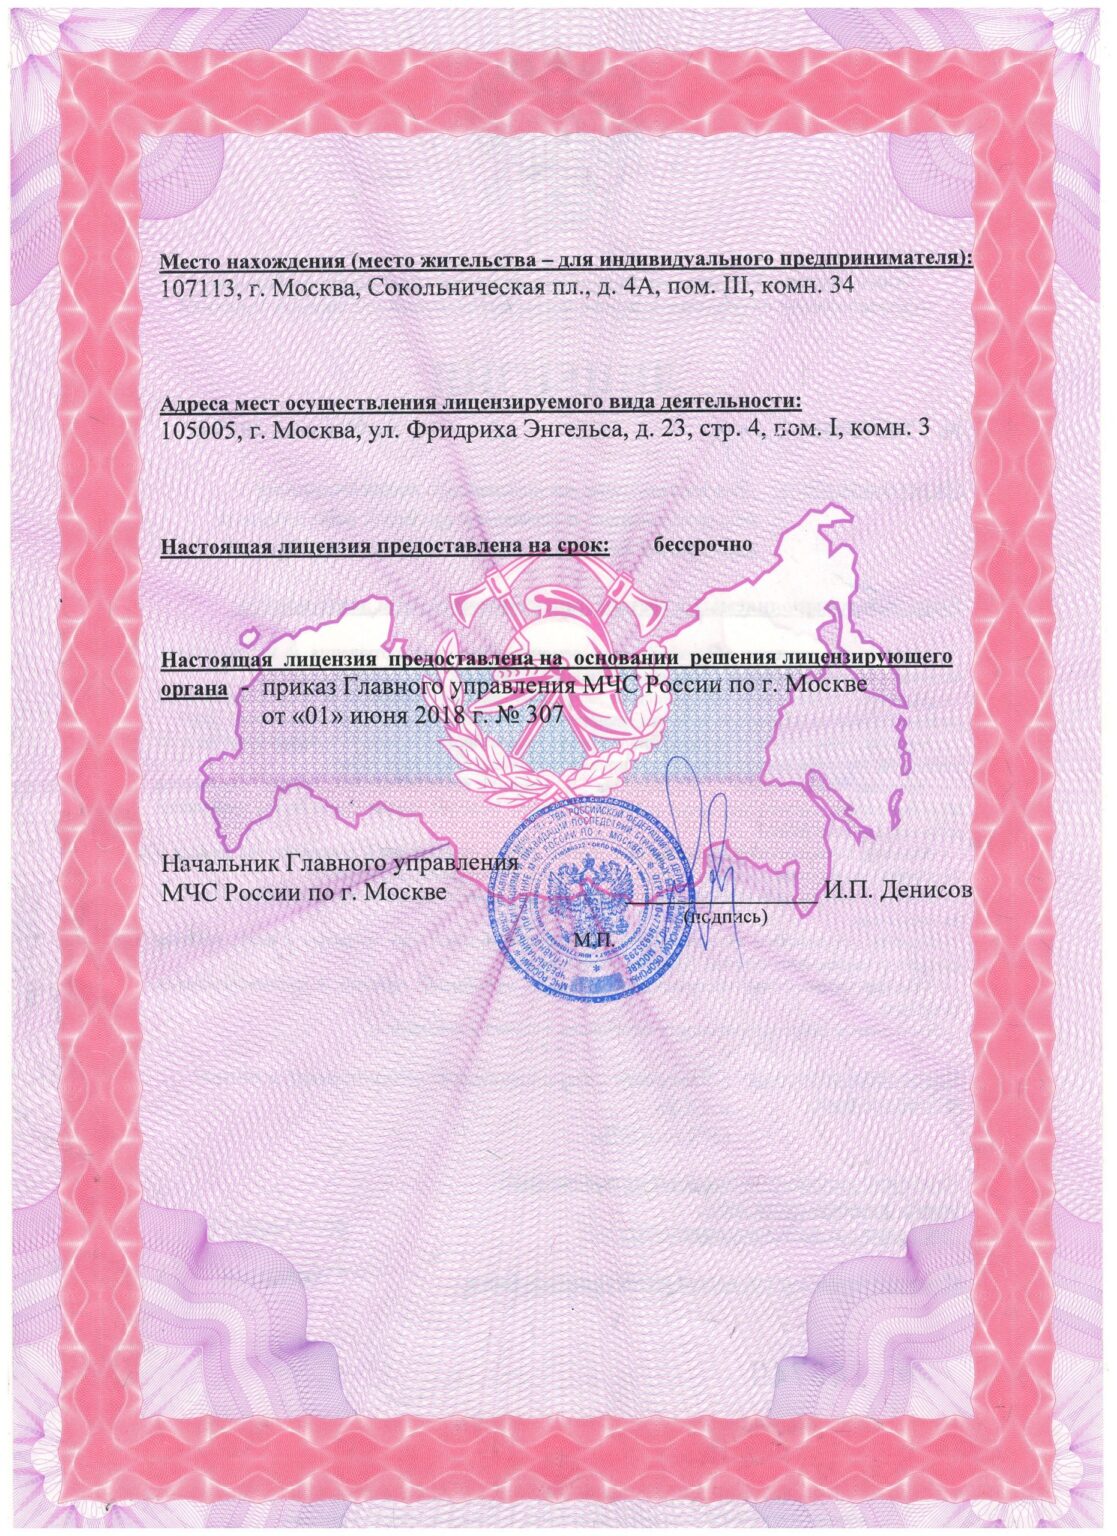 Место нахождения (место жительства – для индивидуального предпринимателя):
107113, г. Москва, Сокольническая пл., д. 4А, пом. III, комн. 34
Адреса мест осуществления лицензируемого вида деятельности:
105005, г. Москва, ул. Фридриха Энгельса, д. 23, стр. 4, пом. I, комн. 3
Настоящая лицензия предоставлена на срок: бессрочно
Настоящая лицензия предоставлена на основании решения лицензирующего
органа - приказ Главного управления МЧС России по г. Москве
от «01» июня 2018 г. № 307
Начальник Главного управления
МЧС России по г. Москве
И.П. Денисов
(подпись)
М.П.